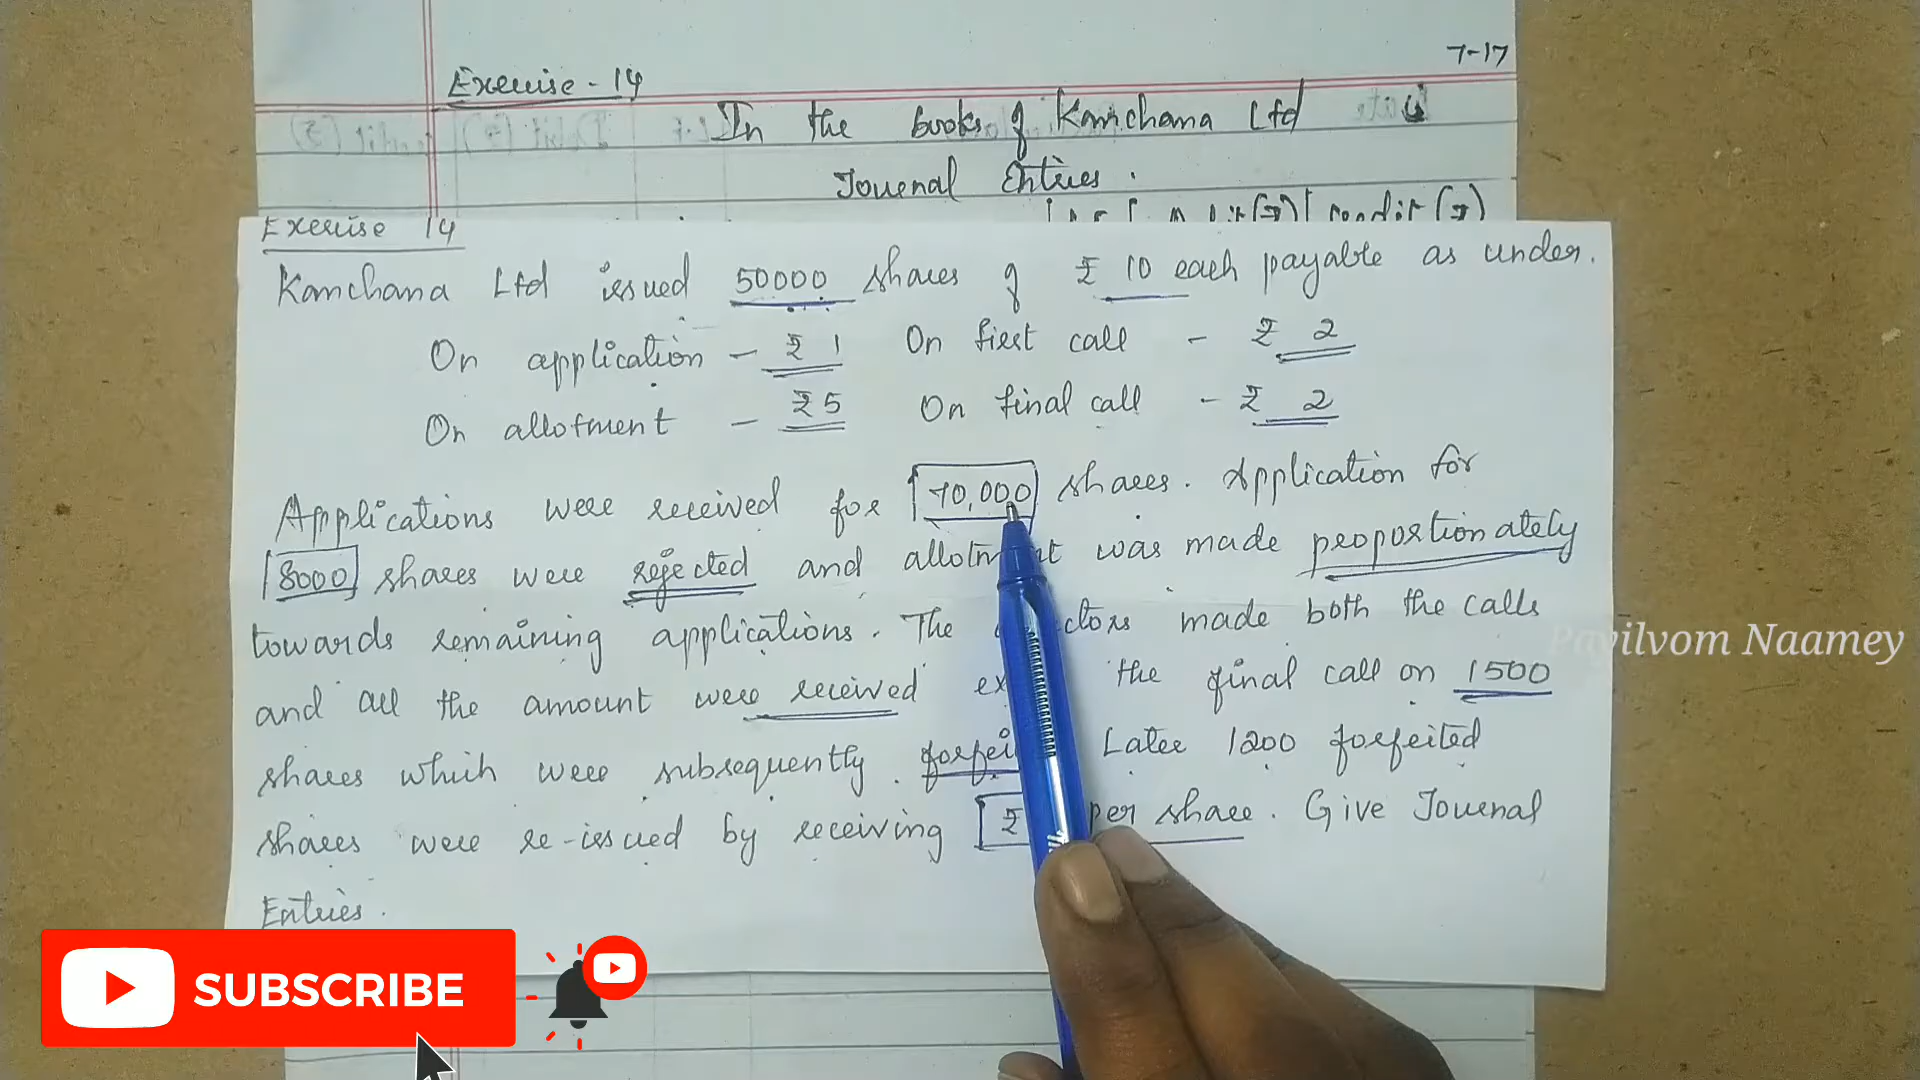 7-17
Exercise - 14
In the books of Kanchana Ltd
Journal Entries.
Exercise 14
Kanchana Ltd issued 50000 shares of ₹ 10 each payable as under.
On application - ₹ 1 On first call - ₹ 2
On allotment - ₹5 On final call - ₹ 2
Applications were received for 70,000 shares. Application for
8000 shares were rejected and allotment was made proportionately
towards remaining applications. The made both the calls
and all the amount were received the final call on 1500
shares which were subsequently Later 1200 forfeited
shares were re-issued by receiving ₹ per share. Give Journal
Entries.
Payilvom Naamey
SUBSCRIBE